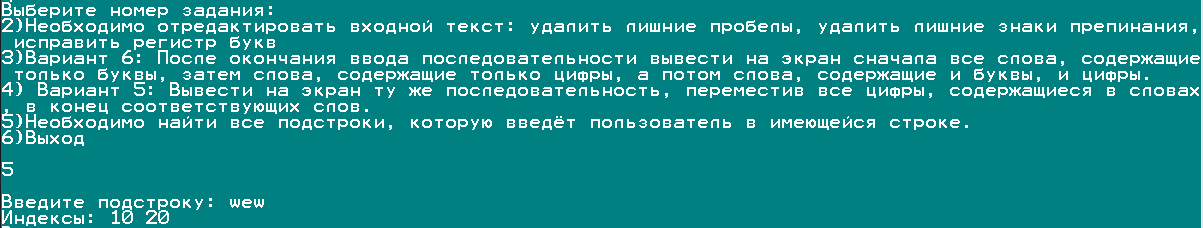 Выберите номер задания:
2)Необходимо отредактировать входной текст: удалить лишние пробелы, удалить лишние знаки препинания,
исправить регистр букв
3)Вариант 6: После окончания ввода последовательности вывести на экран сначала все слова, содержащие
только буквы, затем слова, содержащие только цифры, а потом слова, содержащие и буквы, и цифры.
4) Вариант 5: Вывести на экран ту же последовательность, переместив все цифры, содержащиеся в словах
, в конец соответствующих слов.
5)Необходимо найти все подстроки, которую введёт пользователь в имеющейся строке.
6)Выход
5
Введите подстроку: wew
Индексы: 10 20